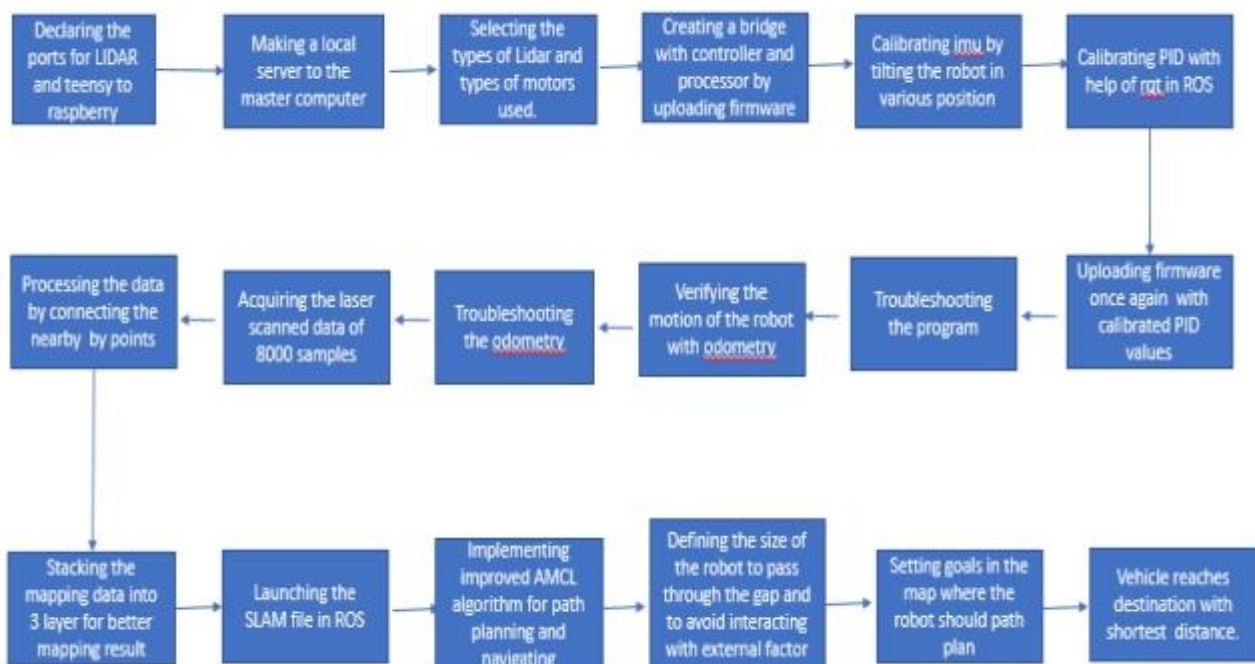 Declaring the
ports for LIDAR
and teensy to
raspberry
Making a local
server to the
master computer
Selecting the
types of Lidar and
types of motors
used.
Creating a bridge
with controller and
processor by
uploading firmware
Calibrating imu by
tilting the robot in
various position
Calibrating PID with
help of rqt in ROS
Uploading firmware
once again with
calibrated PID
values
Troubleshooting
the program
Verifying the
motion of the robot
with odometry
Troubleshooting
the odometry
Acquiring the laser
scanned data of
8000 samples
Processing the data
by connecting the
nearby by points
Stacking the
mapping data into
3 layer for better
mapping result
Launching the
SLAM file in ROS
Implementing
improved AMCL
algorithm for path
planning and
navigating
Defining the size of
the robot to pass
through the gap and
to avoid interacting
with external factor
Setting goals in the
map where the
robot should path
plan
Vehicle reaches
destination with
shortest distance.